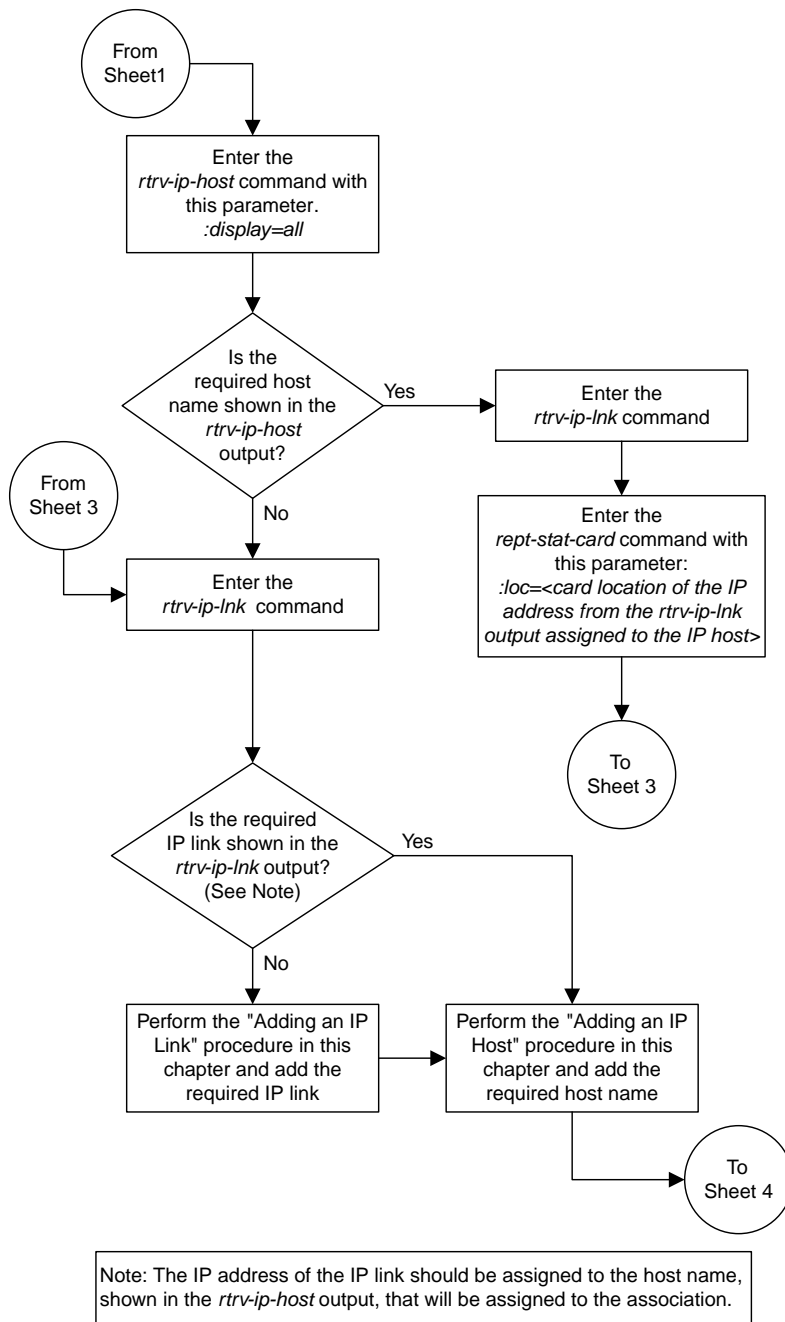 From
Sheet1
Enter the
rtrv-ip-host command with
this parameter.
:display=all
Is the
required host
name shown in the
rtrv-ip-host
output?
Yes
Enter the
rtrv-ip-lnk command
No
From
Sheet 3
Enter the
rtrv-ip-lnk command
Enter the
rept-stat-card command with
this parameter:
:loc=<card location of the IP
address from the rtrv-ip-lnk
output assigned to the IP host>
To
Sheet 3
Is the required
IP link shown in the
rtrv-ip-lnk output?
(See Note)
Yes
No
Perform the "Adding an IP
Link" procedure in this
chapter and add the
required IP link
Perform the "Adding an IP
Host" procedure in this
chapter and add the
required host name
To
Sheet 4
Note: The IP address of the IP link should be assigned to the host name,
shown in the rtrv-ip-host output, that will be assigned to the association.